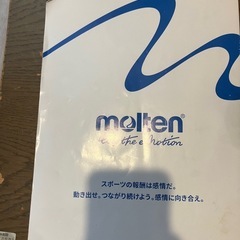 molten
the eMotion
スポーツの報酬は感情だ。
動き出せ。つながり続けよう。感情に向き合え。